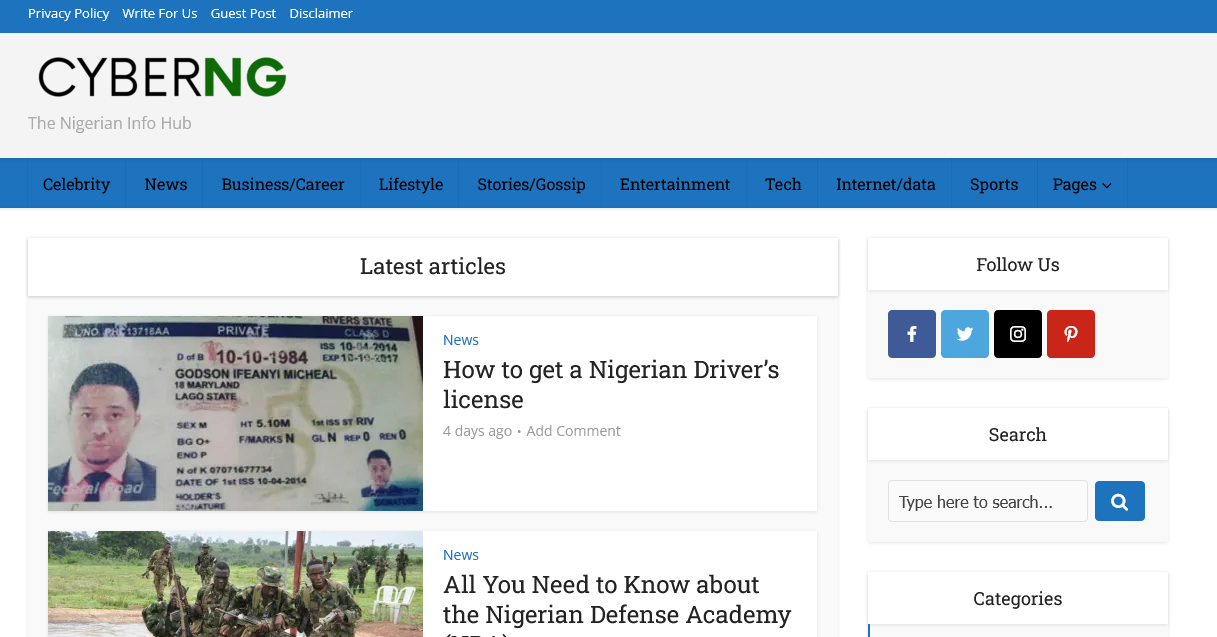 Privacy Policy Write For Us Guest Post Disclaimer
CYBERNG
The Nigerian Info Hub
Celebrity News Business/Career Lifestyle Stories/Gossip Entertainment Tech Internet/data Sports Pages
Latest articles
RIVERS STATE
L/NO PHC13718AA PRIVATE CLASS D
D of B 10-10-1984 ISS 10-04-2014
EXP 10-10-2017
GODSON IFEANYI MICHEAL
18 MARYLAND
LAGO STATE
SEX M HT 5.10M 1st ISS ST RIV
BG O+ F/MARKS N GL N REP 0 REN 0
END P
N of K 07071677734
DATE OF 1st ISS 10-04-2014
HOLDER'S
SIGNATURE
Federal Road
SIGNATURE
News
How to get a Nigerian Driver’s
license
4 days ago • Add Comment
News
All You Need to Know about
the Nigerian Defense Academy
Follow Us
Search
Type here to search...
Categories